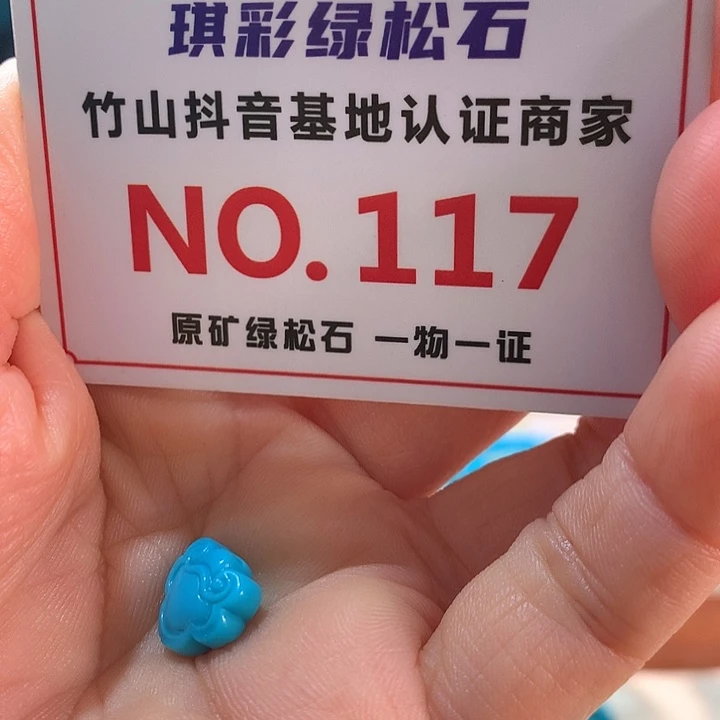 琪彩绿松石
竹山抖音基地认证商家
NO.117
原矿绿松石 一物一证